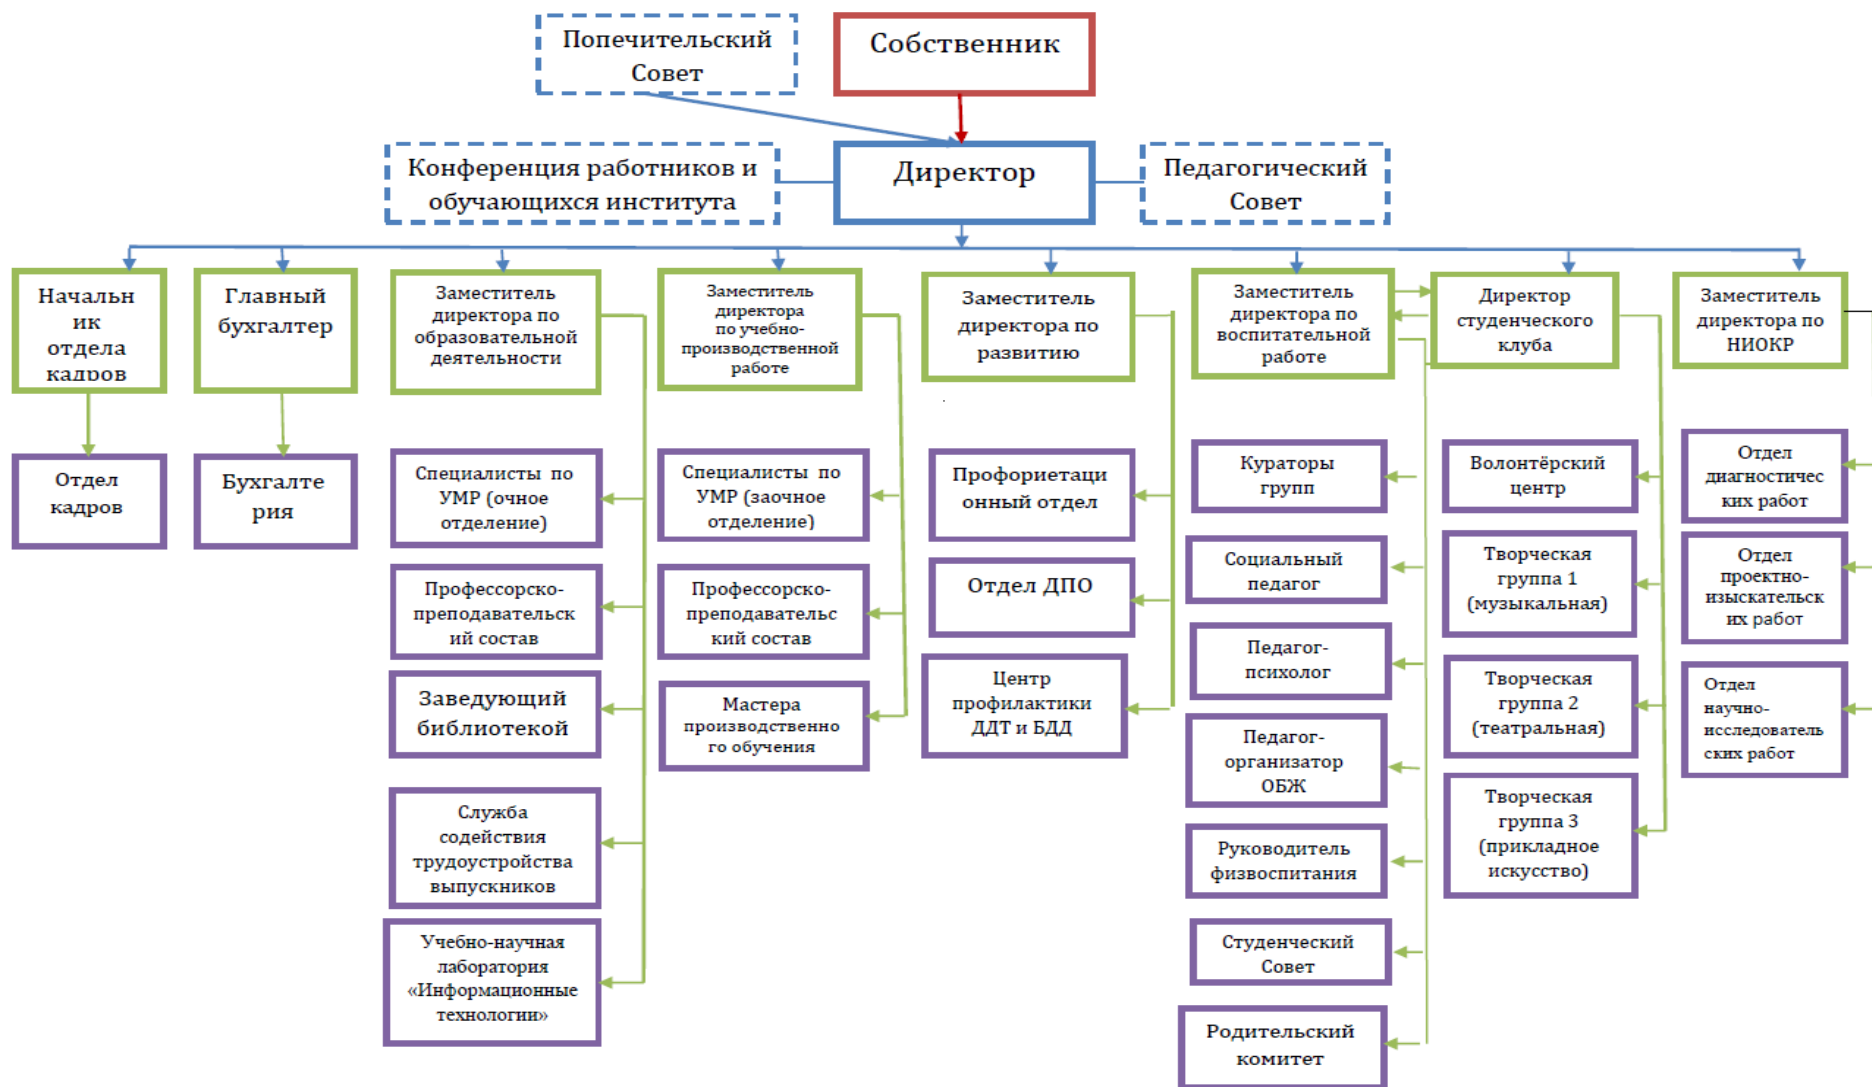 Попечительский
Совет
Собственник
Конференция работников и
обучающихся института
Директор
Педагогический
Совет
Начальн
ик
отдела
кадров
Главный
бухгалтер
Заместитель
директора по
образовательной
деятельности
Заместитель
директора
по учебно-
производственной
работе
Заместитель
директора по
развитию
Заместитель
директора по
воспитательной
работе
Директор
студенческого
клуба
Заместитель
директора по
НИОКР
Отдел
кадров
Бухгалте
рия
Специалисты по
УМР (очное
отделение)
Профессорско-
преподавательск
ий состав
Заведующий
библиотекой
Служба
содействия
трудоустройства
выпускников
Учебно-научная
лаборатория
«Информационные
технологии»
Специалисты по
УМР (заочное
отделение)
Профессорско-
преподавательс
кий состав
Мастера
производственно
го обучения
Профориетаци
онный отдел
Отдел ДПО
Центр
профилактики
ДДТ и БДД
Кураторы
групп
Социальный
педагог
Педагог-
психолог
Педагог-
организатор
ОБЖ
Руководитель
физвоспитания
Студенческий
Совет
Родительский
комитет
Волонтёрский
центр
Творческая
группа 1
(музыкальная)
Творческая
группа 2
(театральная)
Творческая
группа 3
(прикладное
искусство)
Отдел
диагностичес
ких работ
Отдел
проектно-
изыскательск
их работ
Отдел
научно-
исследователь
ских работ